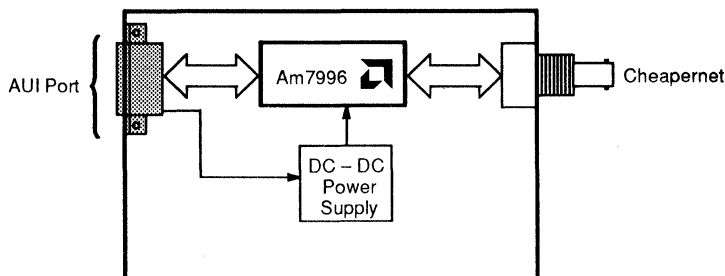 AUI Port
Am7996
Cheapernet
DC – DC
Power
Supply